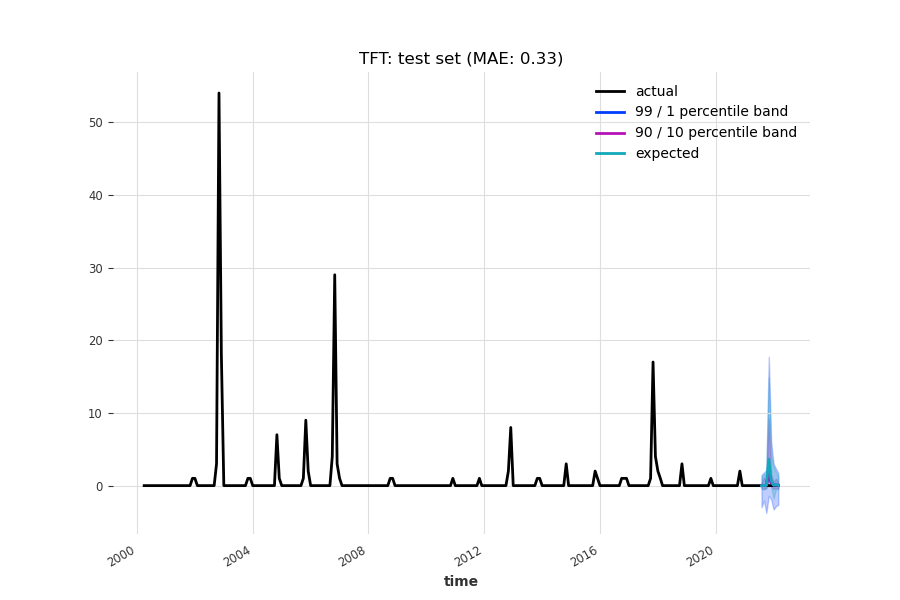 TFT: test set (MAE: 0.33)
actual
99 / 1 percentile band
90 / 10 percentile band
expected
50
40
30
20
10
0
2000
2004
2008
2012
2016
2020
time